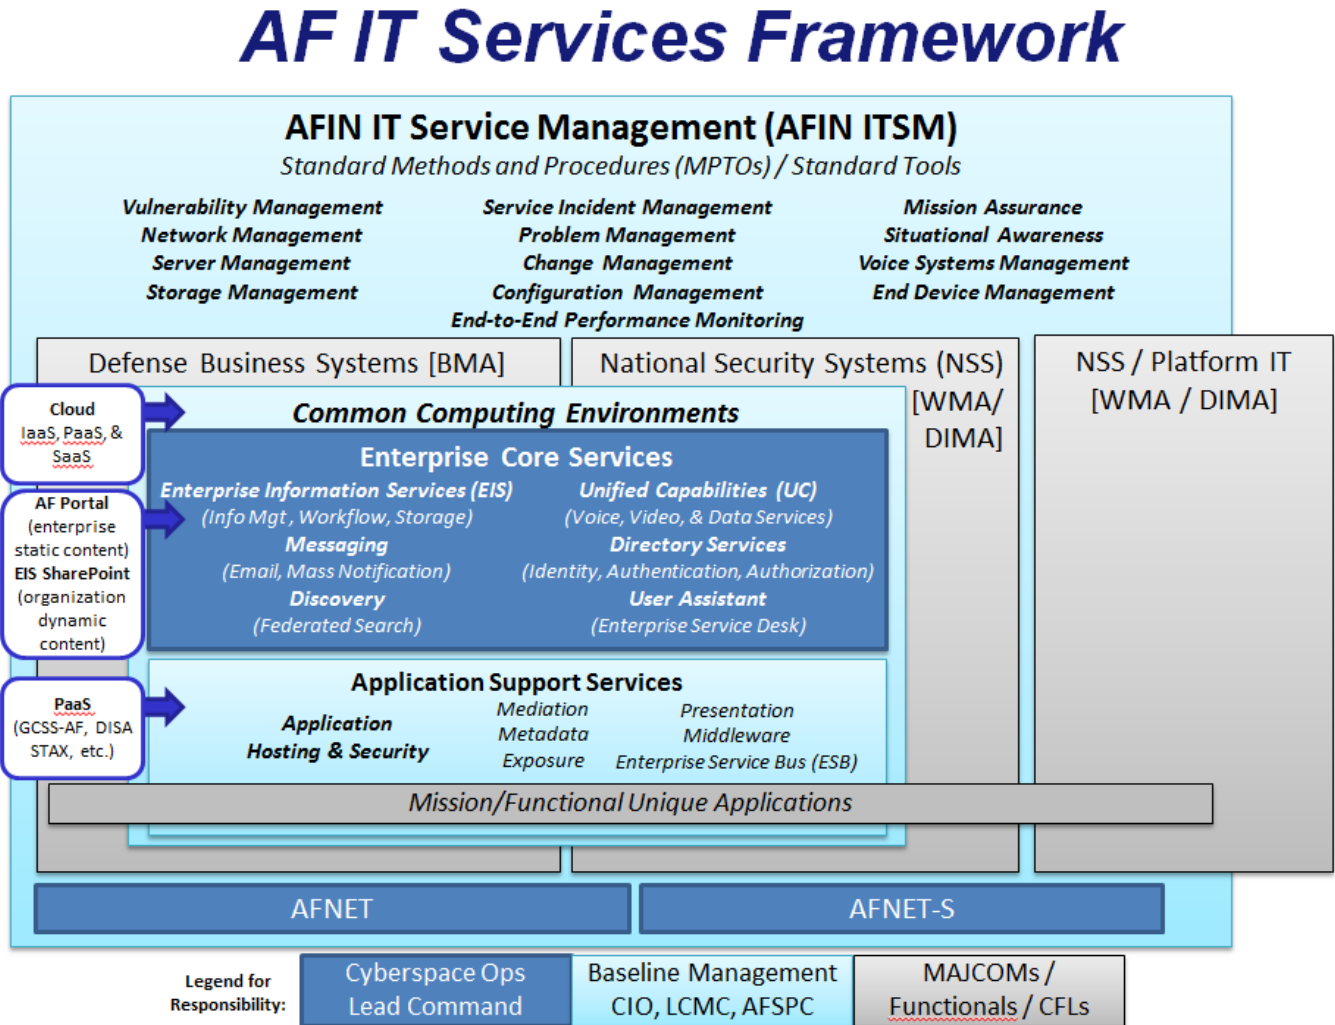 AF IT Services Framework
AFIN IT Service Management (AFIN ITSM)
Standard Methods and Procedures (MPTOs) / Standard Tools
Vulnerability Management
Network Management
Server Management
Storage Management
Service Incident Management
Problem Management
Change Management
Configuration Management
Mission Assurance
Situational Awareness
Voice Systems Management
End Device Management
End-to-End Performance Monitoring
Defense Business Systems [BMA]
National Security Systems (NSS)
[WMA/
DIMA]
NSS / Platform IT
[WMA / DIMA]
Cloud
IaaS, PaaS, &
SaaS
Common Computing Environments
AF Portal
(enterprise
static content)
EIS SharePoint
(organization
dynamic
content)
Enterprise Core Services
Enterprise Information Services (EIS)
(Info Mgt, Workflow, Storage)
Messaging
(Email, Mass Notification)
Discovery
(Federated Search)
Unified Capabilities (UC)
(Voice, Video, & Data Services)
Directory Services
(Identity, Authentication, Authorization)
User Assistant
(Enterprise Service Desk)
PaaS
(GCSS-AF, DISA
STAX, etc.)
Application Support Services
Application
Hosting & Security
Mediation
Metadata
Exposure
Presentation
Middleware
Enterprise Service Bus (ESB)
Mission/Functional Unique Applications
AFNET
AFNET-S
Legend for
Responsibility:
Cyberspace Ops
Lead Command
Baseline Management
CIO, LCMC, AFSPC
MAJCOMs /
Functionals / CFLs